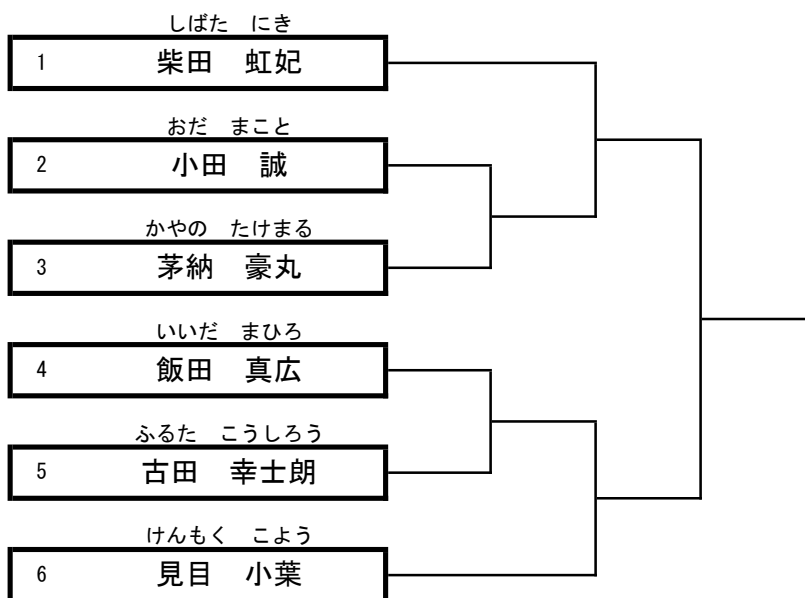 しばた　にき
1　柴田　虹妃
おだ　まこと
2　小田　誠
かやの　たけまる
3　茅納　豪丸
いいだ　まひろ
4　飯田　真広
ふるた　こうしろう
5　古田　幸士朗
けんもく　こよう
6　見目　小葉